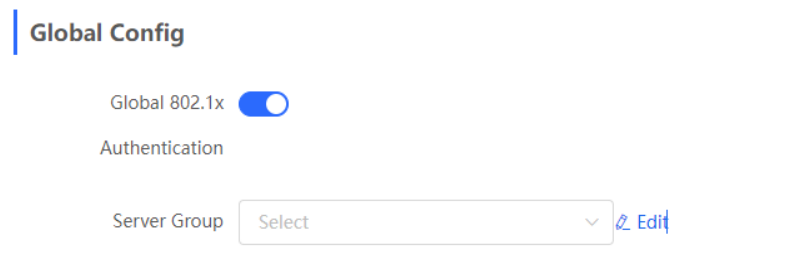 Global Config
Global 802.1x
Authentication
Server Group Select Edit